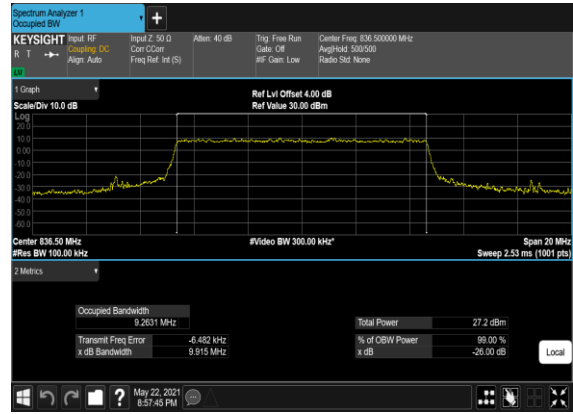 Spectrum Analyzer 1
Occupied BW
KEYSIGHT Input: RF Input Z: 50 Ω Atten: 40 dB Trig: Free Run Center Freq: 836.500000 MHz
R T Coupling: DC Corr CCorr Gate: Off Avg|Hold: 500/500
Align: Auto Freq Ref: Int (S) #IF Gain: Low Radio Std: None
LW
1 Graph
Ref Lvl Offset 4.00 dB
Scale/Div 10.0 dB Ref Value 30.00 dBm
Log
20.0
10.0
0.00
-10.0
-20.0
-30.0
-40.0
-50.0
-60.0
Center 836.50 MHz #Video BW 300.00 kHz* Span 20 MHz
#Res BW 100.00 kHz Sweep 2.53 ms (1001 pts)
2 Metrics
Occupied Bandwidth
9.2631 MHz
Total Power 27.2 dBm
Transmit Freq Error -6.482 kHz % of OBW Power 99.00 %
x dB Bandwidth 9.915 MHz x dB -26.00 dB
Local
? May 22, 2021
8:57:45 PM